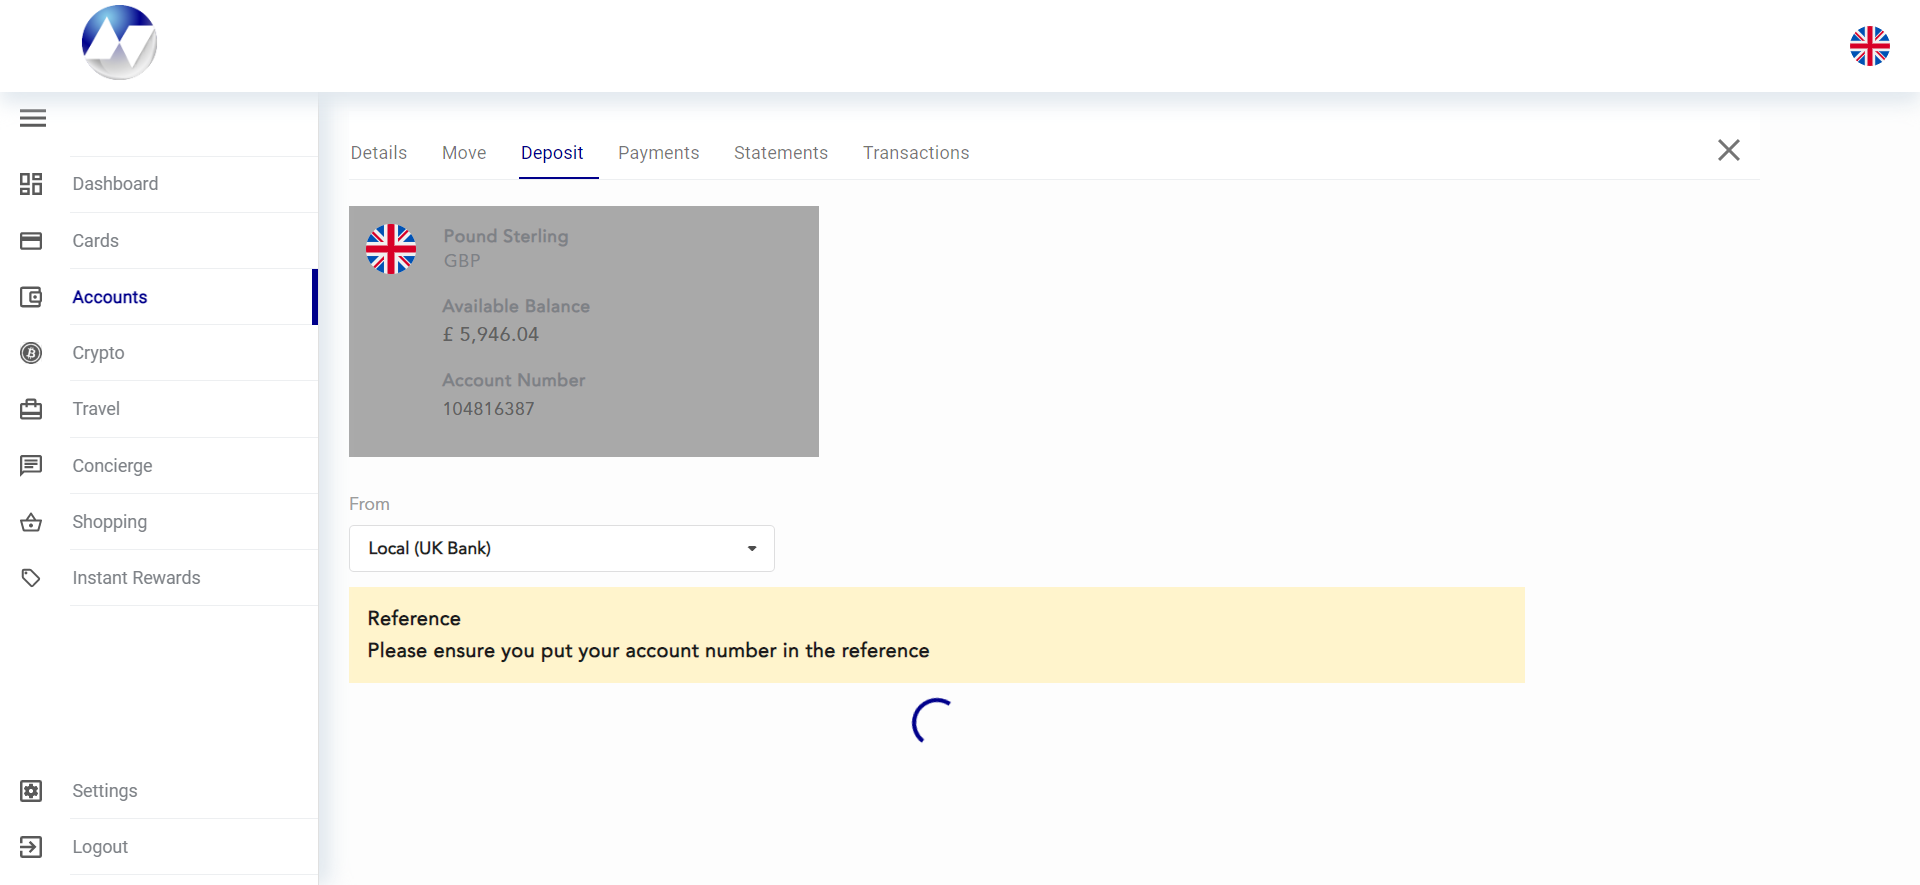 Details Move Deposit Payments Statements Transactions
Dashboard
Cards
Accounts
Crypto
Travel
Concierge
Shopping
Instant Rewards
Settings
Logout
Pound Sterling
GBP
Available Balance
£ 5,946.04
Account Number
104816387
From
Local (UK Bank)
Reference
Please ensure you put your account number in the reference